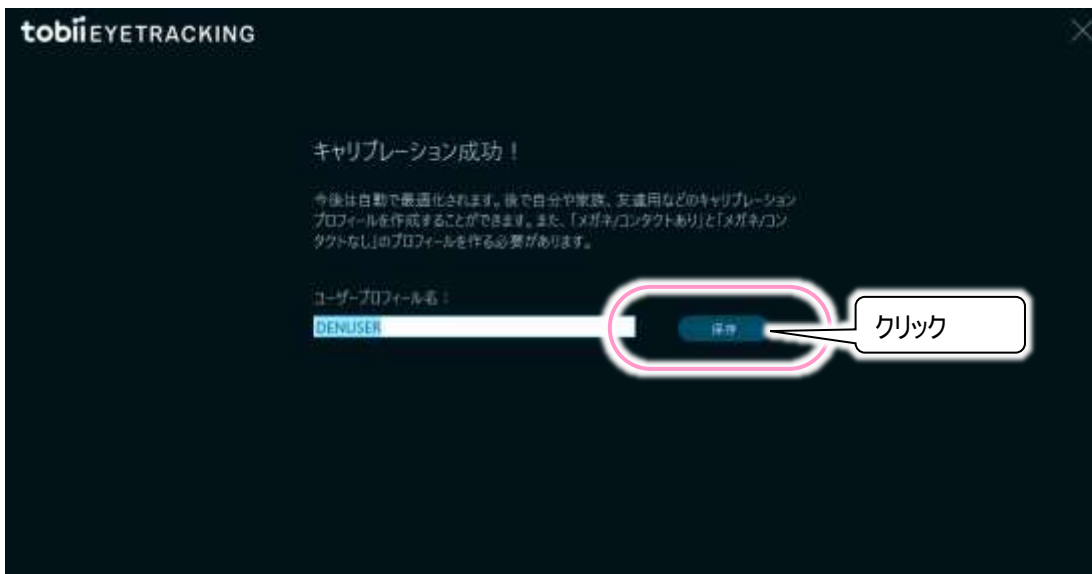 tobii EYETRACKING
キャリブレーション成功！
今後は自動で最適化されます。後で自分や家族、友達用などのキャリブレーション
プロフィールを作成することができます。また、「メガネ/コンタクトあり」と「メガネ/コン
タクトなし」のプロフィールを作る必要があります。
ユーザープロフィール名：
DENUSER
保存
クリック